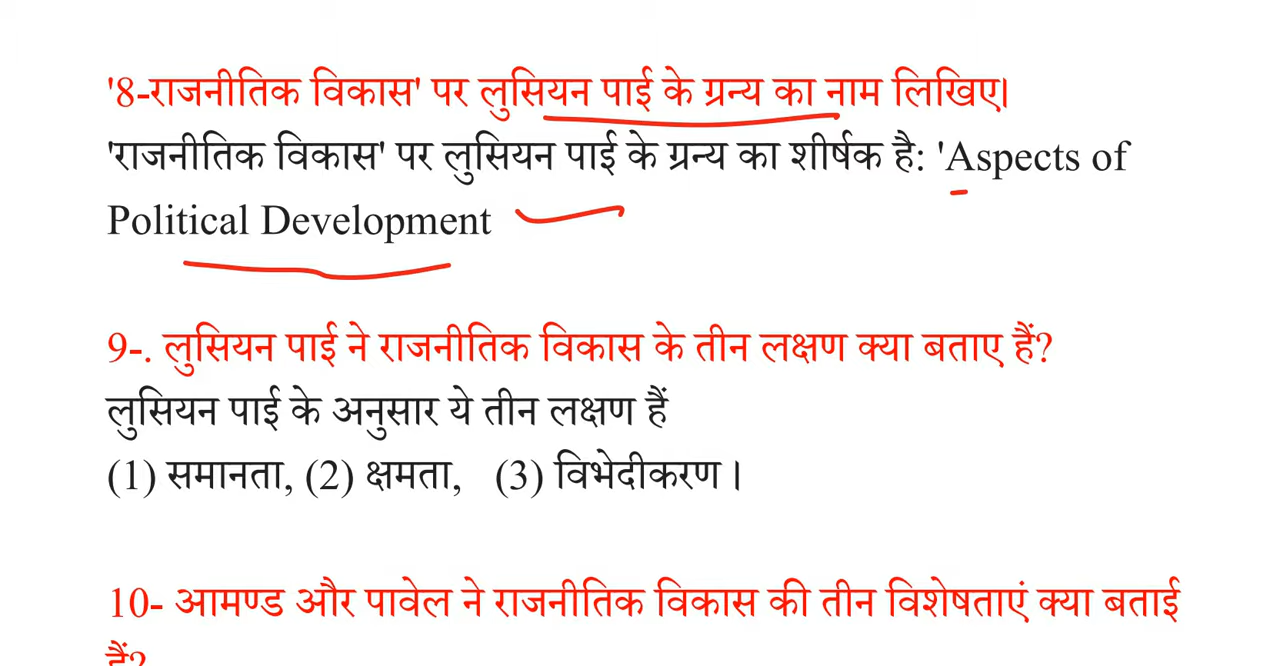 '8-राजनीतिक विकास' पर लुसियन पाई के ग्रन्य का नाम लिखिए।
'राजनीतिक विकास' पर लुसियन पाई के ग्रन्य का शीर्षक है: 'Aspects of
Political Development
9-. लुसियन पाई ने राजनीतिक विकास के तीन लक्षण क्या बताए हैं?
लुसियन पाई के अनुसार ये तीन लक्षण हैं
(1) समानता, (2) क्षमता, (3) विभेदीकरण ।
10- आमण्ड और पावेल ने राजनीतिक विकास की तीन विशेषताएं क्या बताई
हैं?